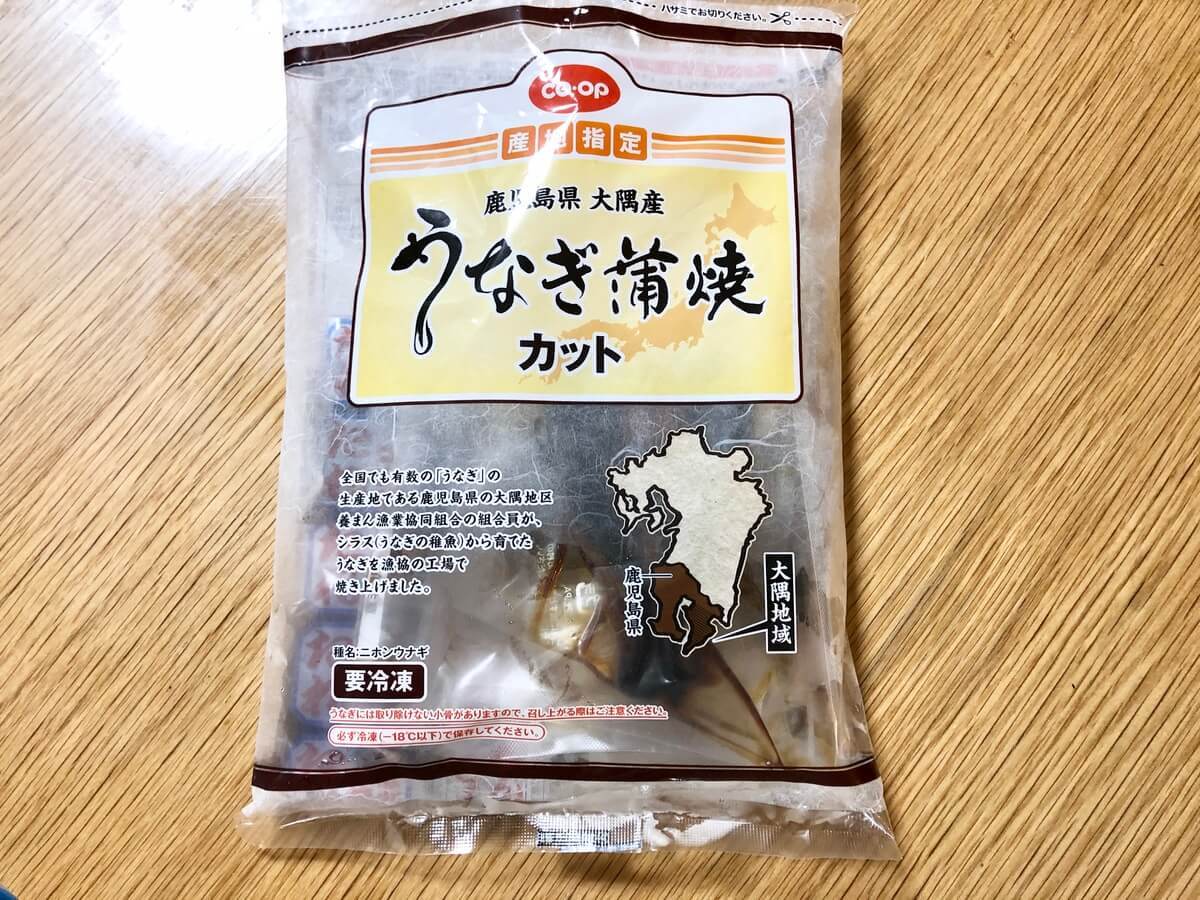 ハサミでお切りください。
CO·OP
産地指定
鹿児島県 大隅産
うなぎ蒲焼
カット
全国でも有数の「うなぎ」の
生産地である鹿児島県の大隅地区
養まん漁業協同組合の組合員が、
シラス(うなぎの稚魚)から育てた
うなぎを漁協の工場で
焼き上げました。
鹿児島県
大隅地域
種名:ニホンウナギ
要冷凍
うなぎには取り除けない小骨がありますので、召し上がる際はご注意ください。
必ず冷凍(−18℃以下)で保存してください。